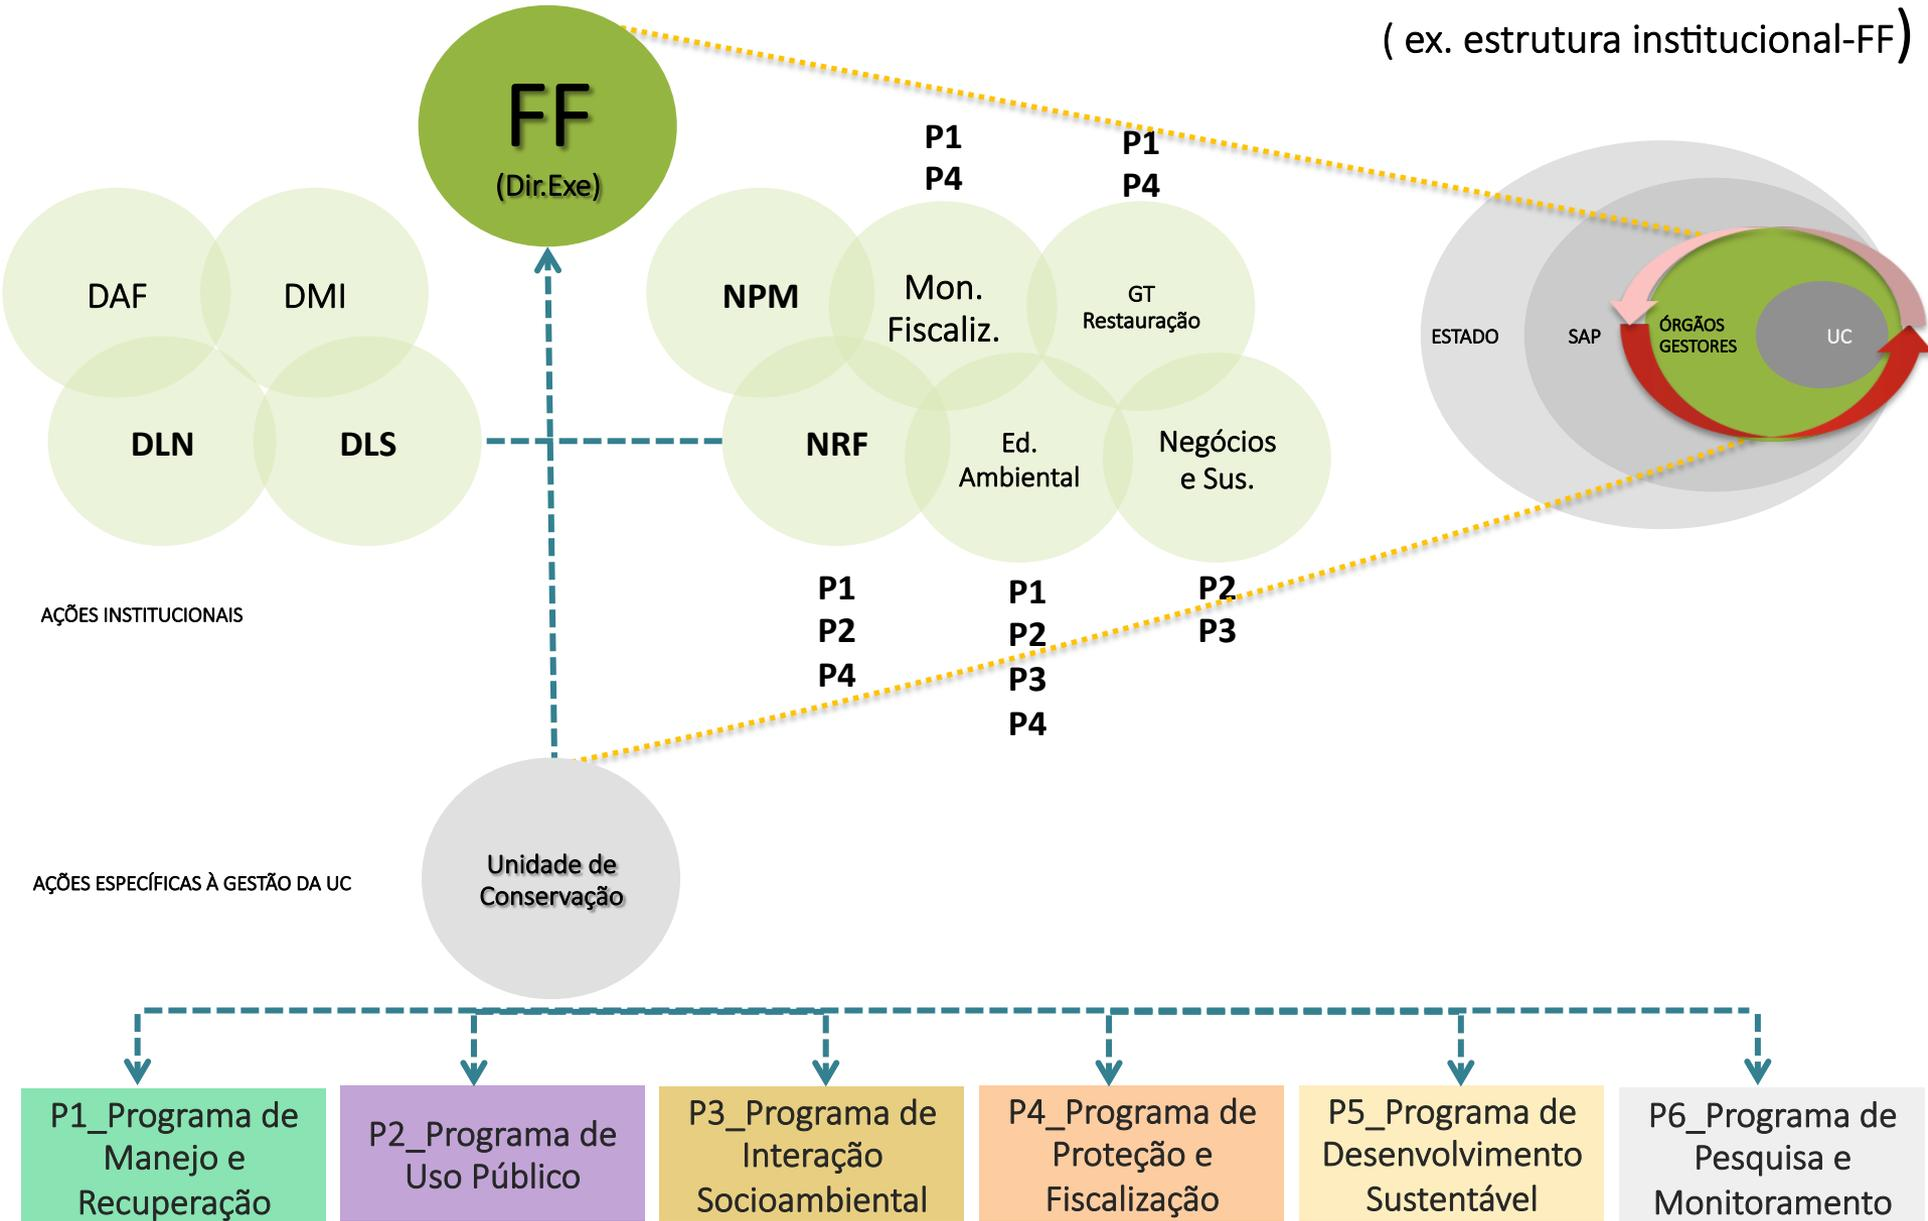 ( ex. estrutura institucional-FF)
FF
(Dir.Exe)
P1
P4
P1
P4
DAF
DMI
NPM
Mon.
Fiscaliz.
GT
Restauração
ESTADO
SAP
ÓRGÃOS
GESTORES
UC
DLN
DLS
NRF
Ed.
Ambiental
Negócios
e Sus.
P1
P2
P4
P1
P2
P3
P4
P2
P3
AÇÕES INSTITUCIONAIS
AÇÕES ESPECÍFICAS À GESTÃO DA UC
Unidade de
Conservação
P1_Programa de
Manejo e
Recuperação
P2_Programa de
Uso Público
P3_Programa de
Interação
Socioambiental
P4_Programa de
Proteção e
Fiscalização
P5_Programa de
Desenvolvimento
Sustentável
P6_Programa de
Pesquisa e
Monitoramento